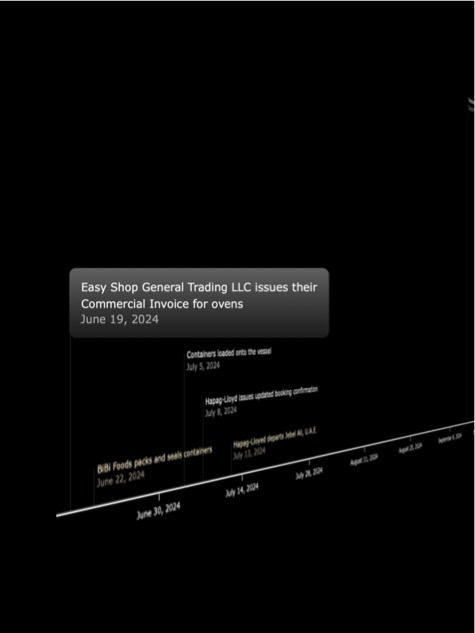 Easy Shop General Trading LLC issues their
Commercial Invoice for ovens
June 19, 2024
Containers loaded onto the vessel
July 5, 2024
Hapag-Lloyd issues updated booking confirmation
July 8, 2024
BiBi Foods packs and seals containers
June 22, 2024
Hapag-Lloyed departs Jebel Ali, U.A.E.
July 13, 2024
June 30, 2024
July 14, 2024
July 28, 2024
August 11, 2024
August 25, 2024
September 8, 2024